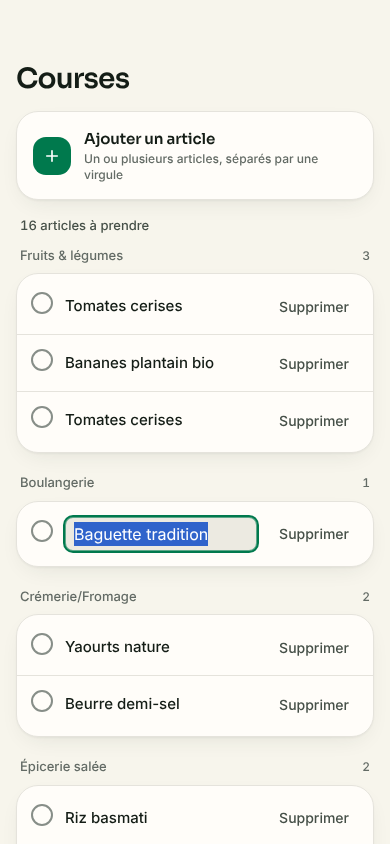 Courses
Ajouter un article
Un ou plusieurs articles, séparés par une
virgule
16 articles à prendre
Fruits & légumes 3
Tomates cerises Supprimer
Bananes plantain bio Supprimer
Tomates cerises Supprimer
Boulangerie 1
Baguette tradition Supprimer
Crémerie/Fromage 2
Yaourts nature Supprimer
Beurre demi-sel Supprimer
Épicerie salée 2
Riz basmati Supprimer